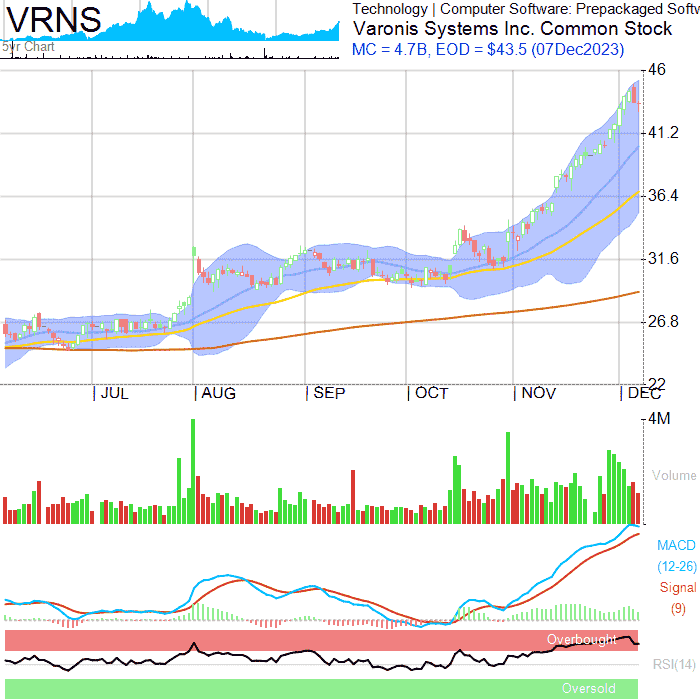 VRNS
5yr Chart
Technology | Computer Software: Prepackaged Softw
Varonis Systems Inc. Common Stock
MC = 4.7B, EOD = $43.5 (07Dec2023)
46
41.2
36.4
31.6
26.8
22
JUL AUG SEP OCT NOV DEC
4M
Volume
MACD
(12-26)
Signal
(9)
Overbought
RSI(14)
Oversold